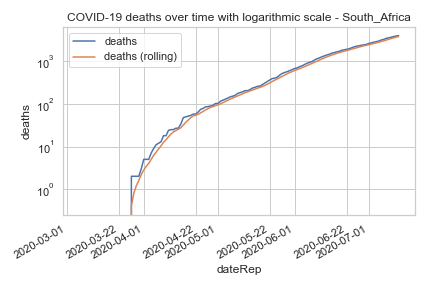 COVID-19 deaths over time with logarithmic scale - South_Africa
deaths
deaths (rolling)
deaths
10³
10²
10¹
10⁰
2020-03-01
2020-03-22
2020-04-01
2020-04-22
2020-05-01
2020-05-22
2020-06-01
2020-06-22
2020-07-01
dateRep